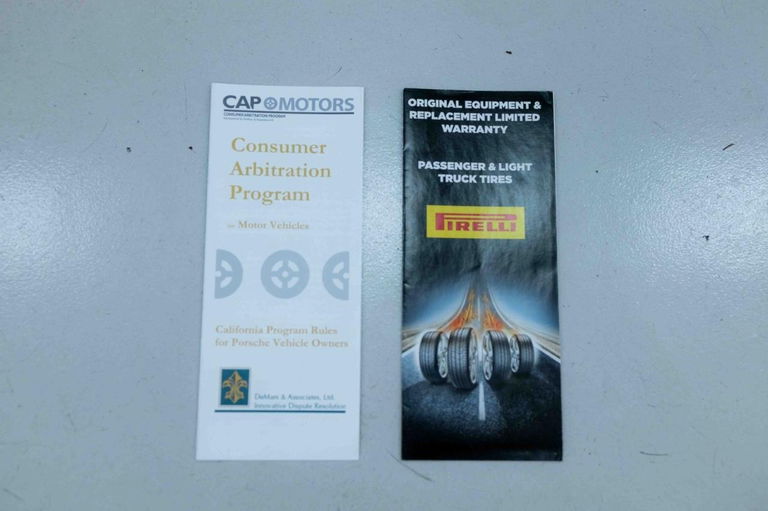 CAP MOTORS
CONSUMER ARBITRATION PROGRAM
Consumer
Arbitration
Program
for Motor Vehicles
California Program Rules
for Porsche Vehicle Owners
DeMars & Associates, Ltd.
Innovative Dispute Resolution
ORIGINAL EQUIPMENT &
REPLACEMENT LIMITED
WARRANTY
PASSENGER & LIGHT
TRUCK TIRES
PIRELLI